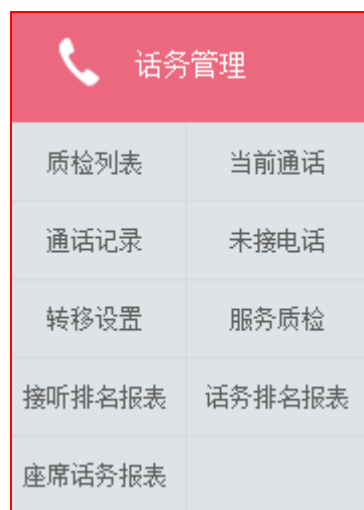 话务管理
质检列表 当前通话
通话记录 未接电话
转移设置 服务质检
接听排名报表 话务排名报表
座席话务报表